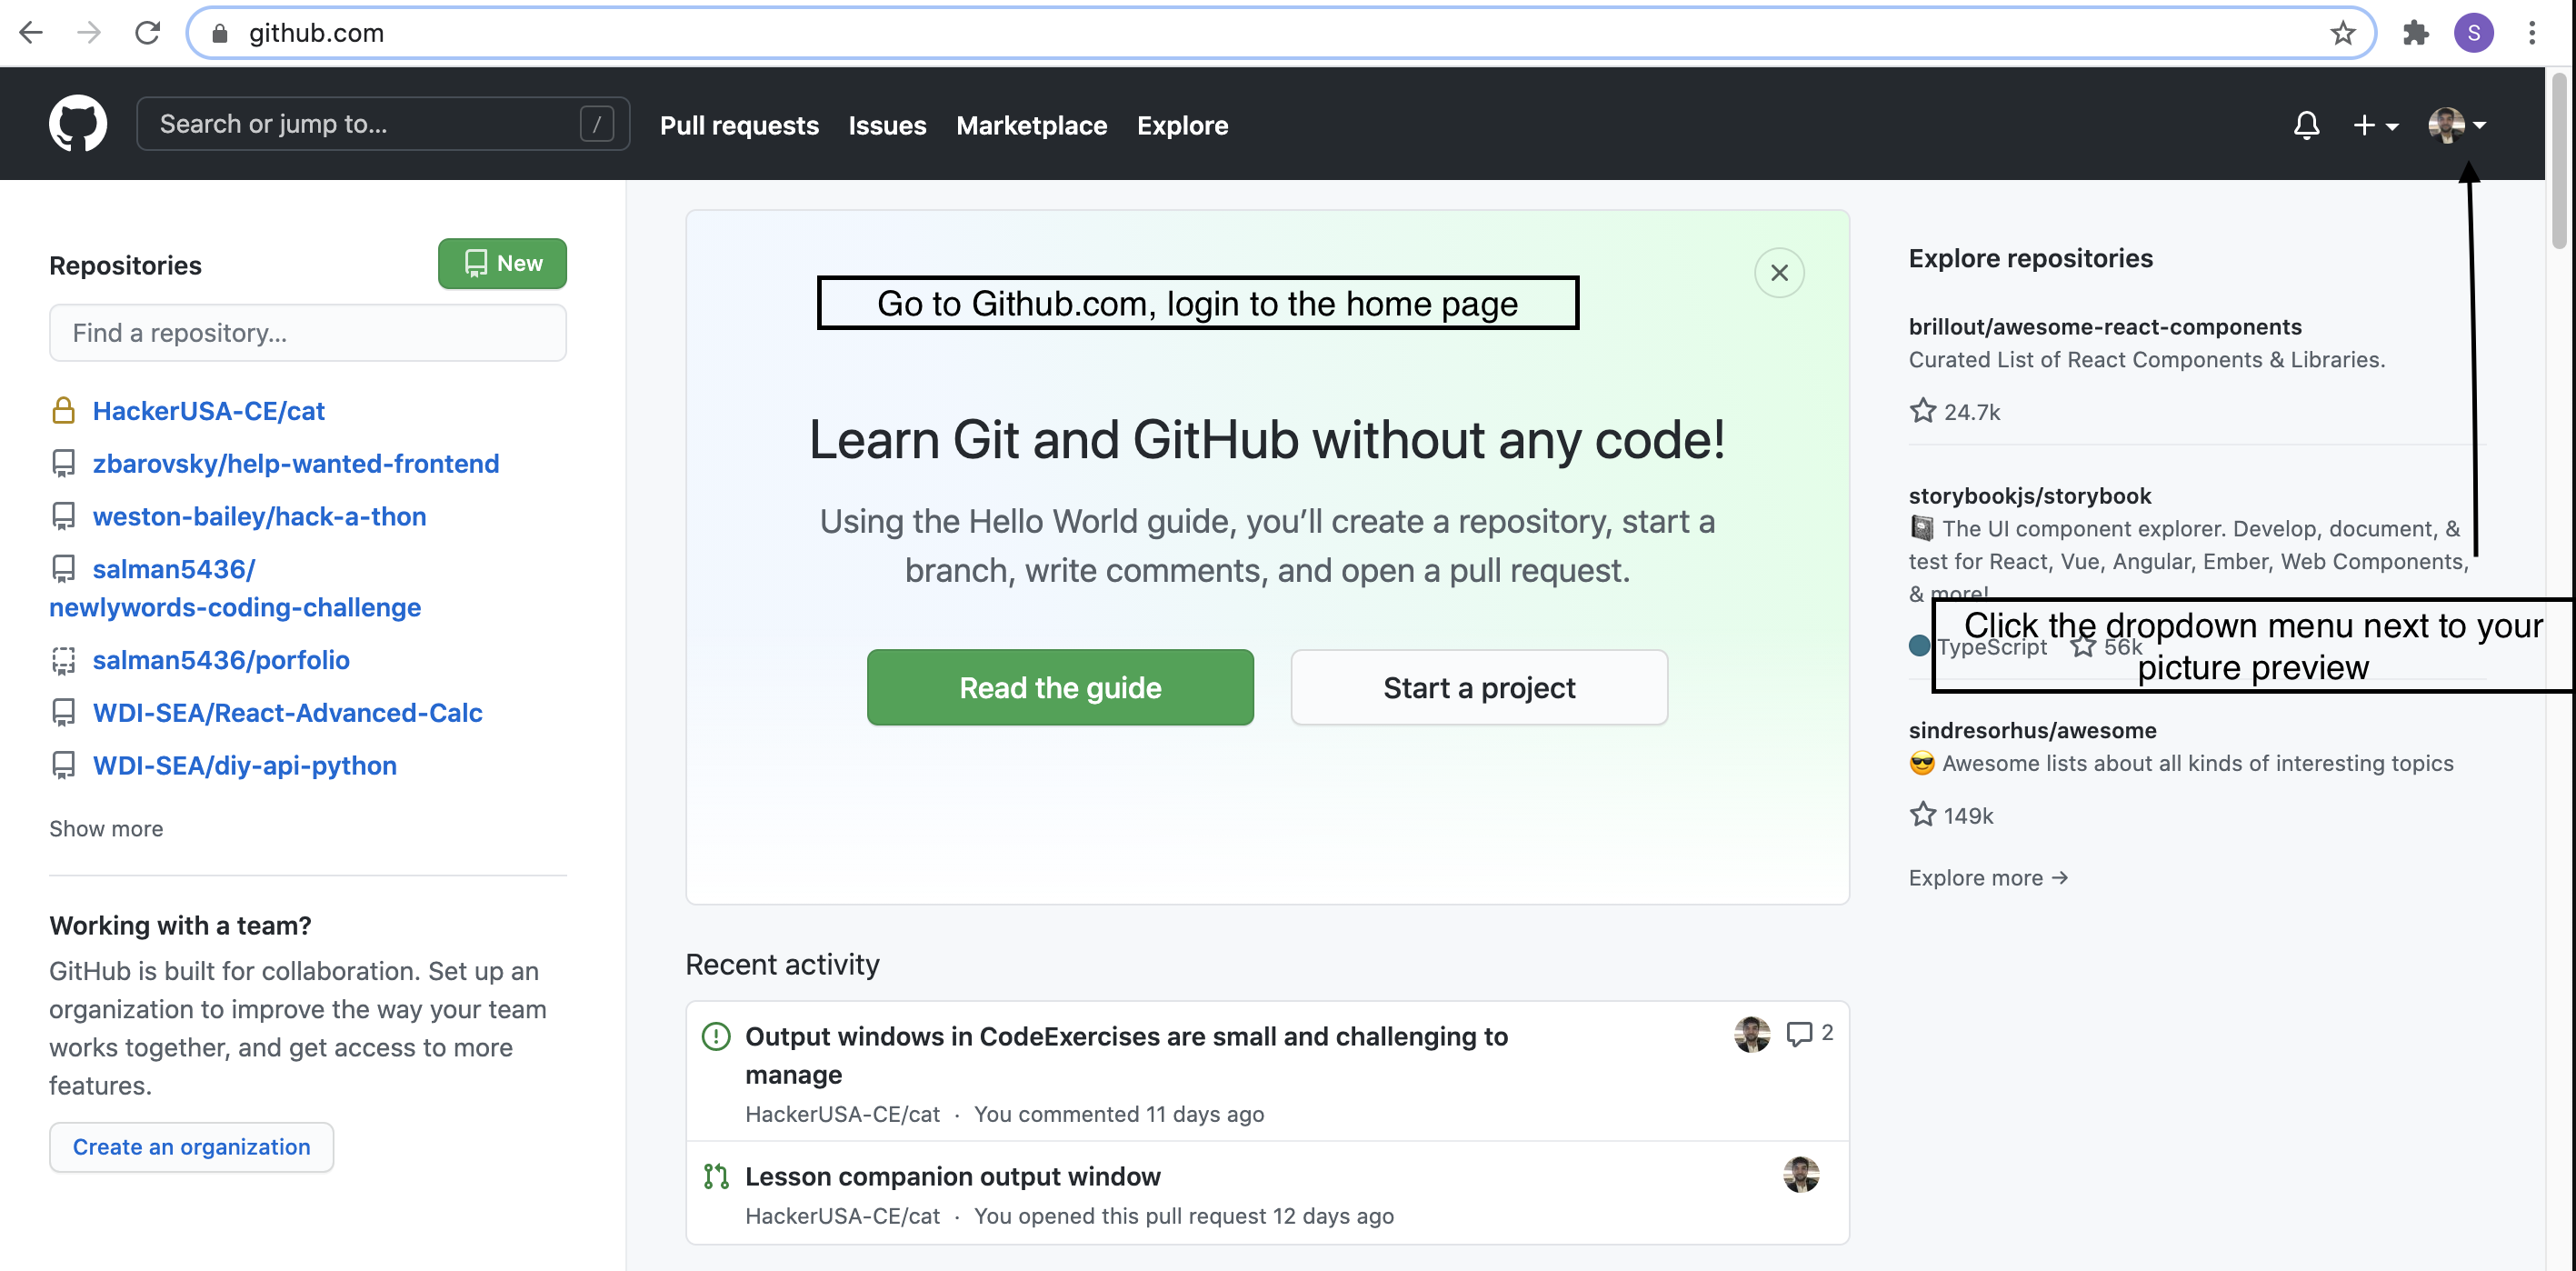 github.com
S
Search or jump to...
/
Pull requests
Issues
Marketplace
Explore
Repositories
New
Find a repository...
HackerUSA-CE/cat
zbarovsky/help-wanted-frontend
weston-bailey/hack-a-thon
salman5436/
newlywords-coding-challenge
salman5436/porfolio
WDI-SEA/React-Advanced-Calc
WDI-SEA/diy-api-python
Show more
Working with a team?
GitHub is built for collaboration. Set up an
organization to improve the way your team
works together, and get access to more
features.
Create an organization
Go to Github.com, login to the home page
Learn Git and GitHub without any code!
Using the Hello World guide, you’ll create a repository, start a
branch, write comments, and open a pull request.
Read the guide
Start a project
Recent activity
Output windows in CodeExercises are small and challenging to
manage
2
HackerUSA-CE/cat · You commented 11 days ago
Lesson companion output window
HackerUSA-CE/cat · You opened this pull request 12 days ago
Explore repositories
brillout/awesome-react-components
Curated List of React Components & Libraries.
24.7k
storybookjs/storybook
The UI component explorer. Develop, document, &
test for React, Vue, Angular, Ember, Web Components,
& more!
Click the dropdown menu next to your
picture preview
TypeScript
56k
sindresorhus/awesome
😎 Awesome lists about all kinds of interesting topics
149k
Explore more →